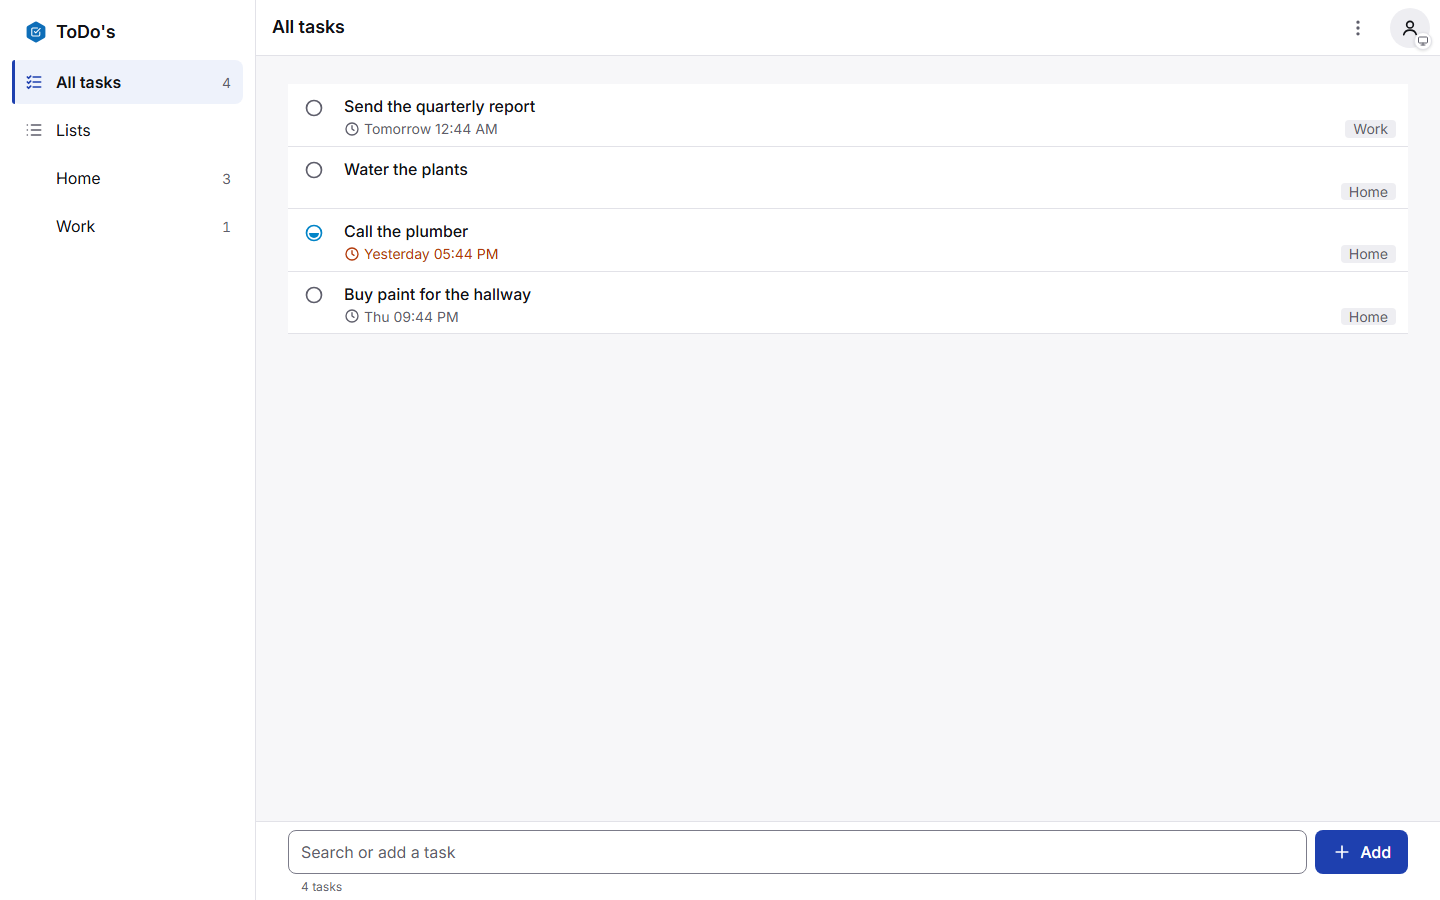 ToDo's
All tasks 4
Lists
Home 3
Work 1
All tasks
Send the quarterly report
Tomorrow 12:44 AM
Work
Water the plants
Home
Call the plumber
Yesterday 05:44 PM
Home
Buy paint for the hallway
Thu 09:44 PM
Home
Search or add a task
Add
4 tasks